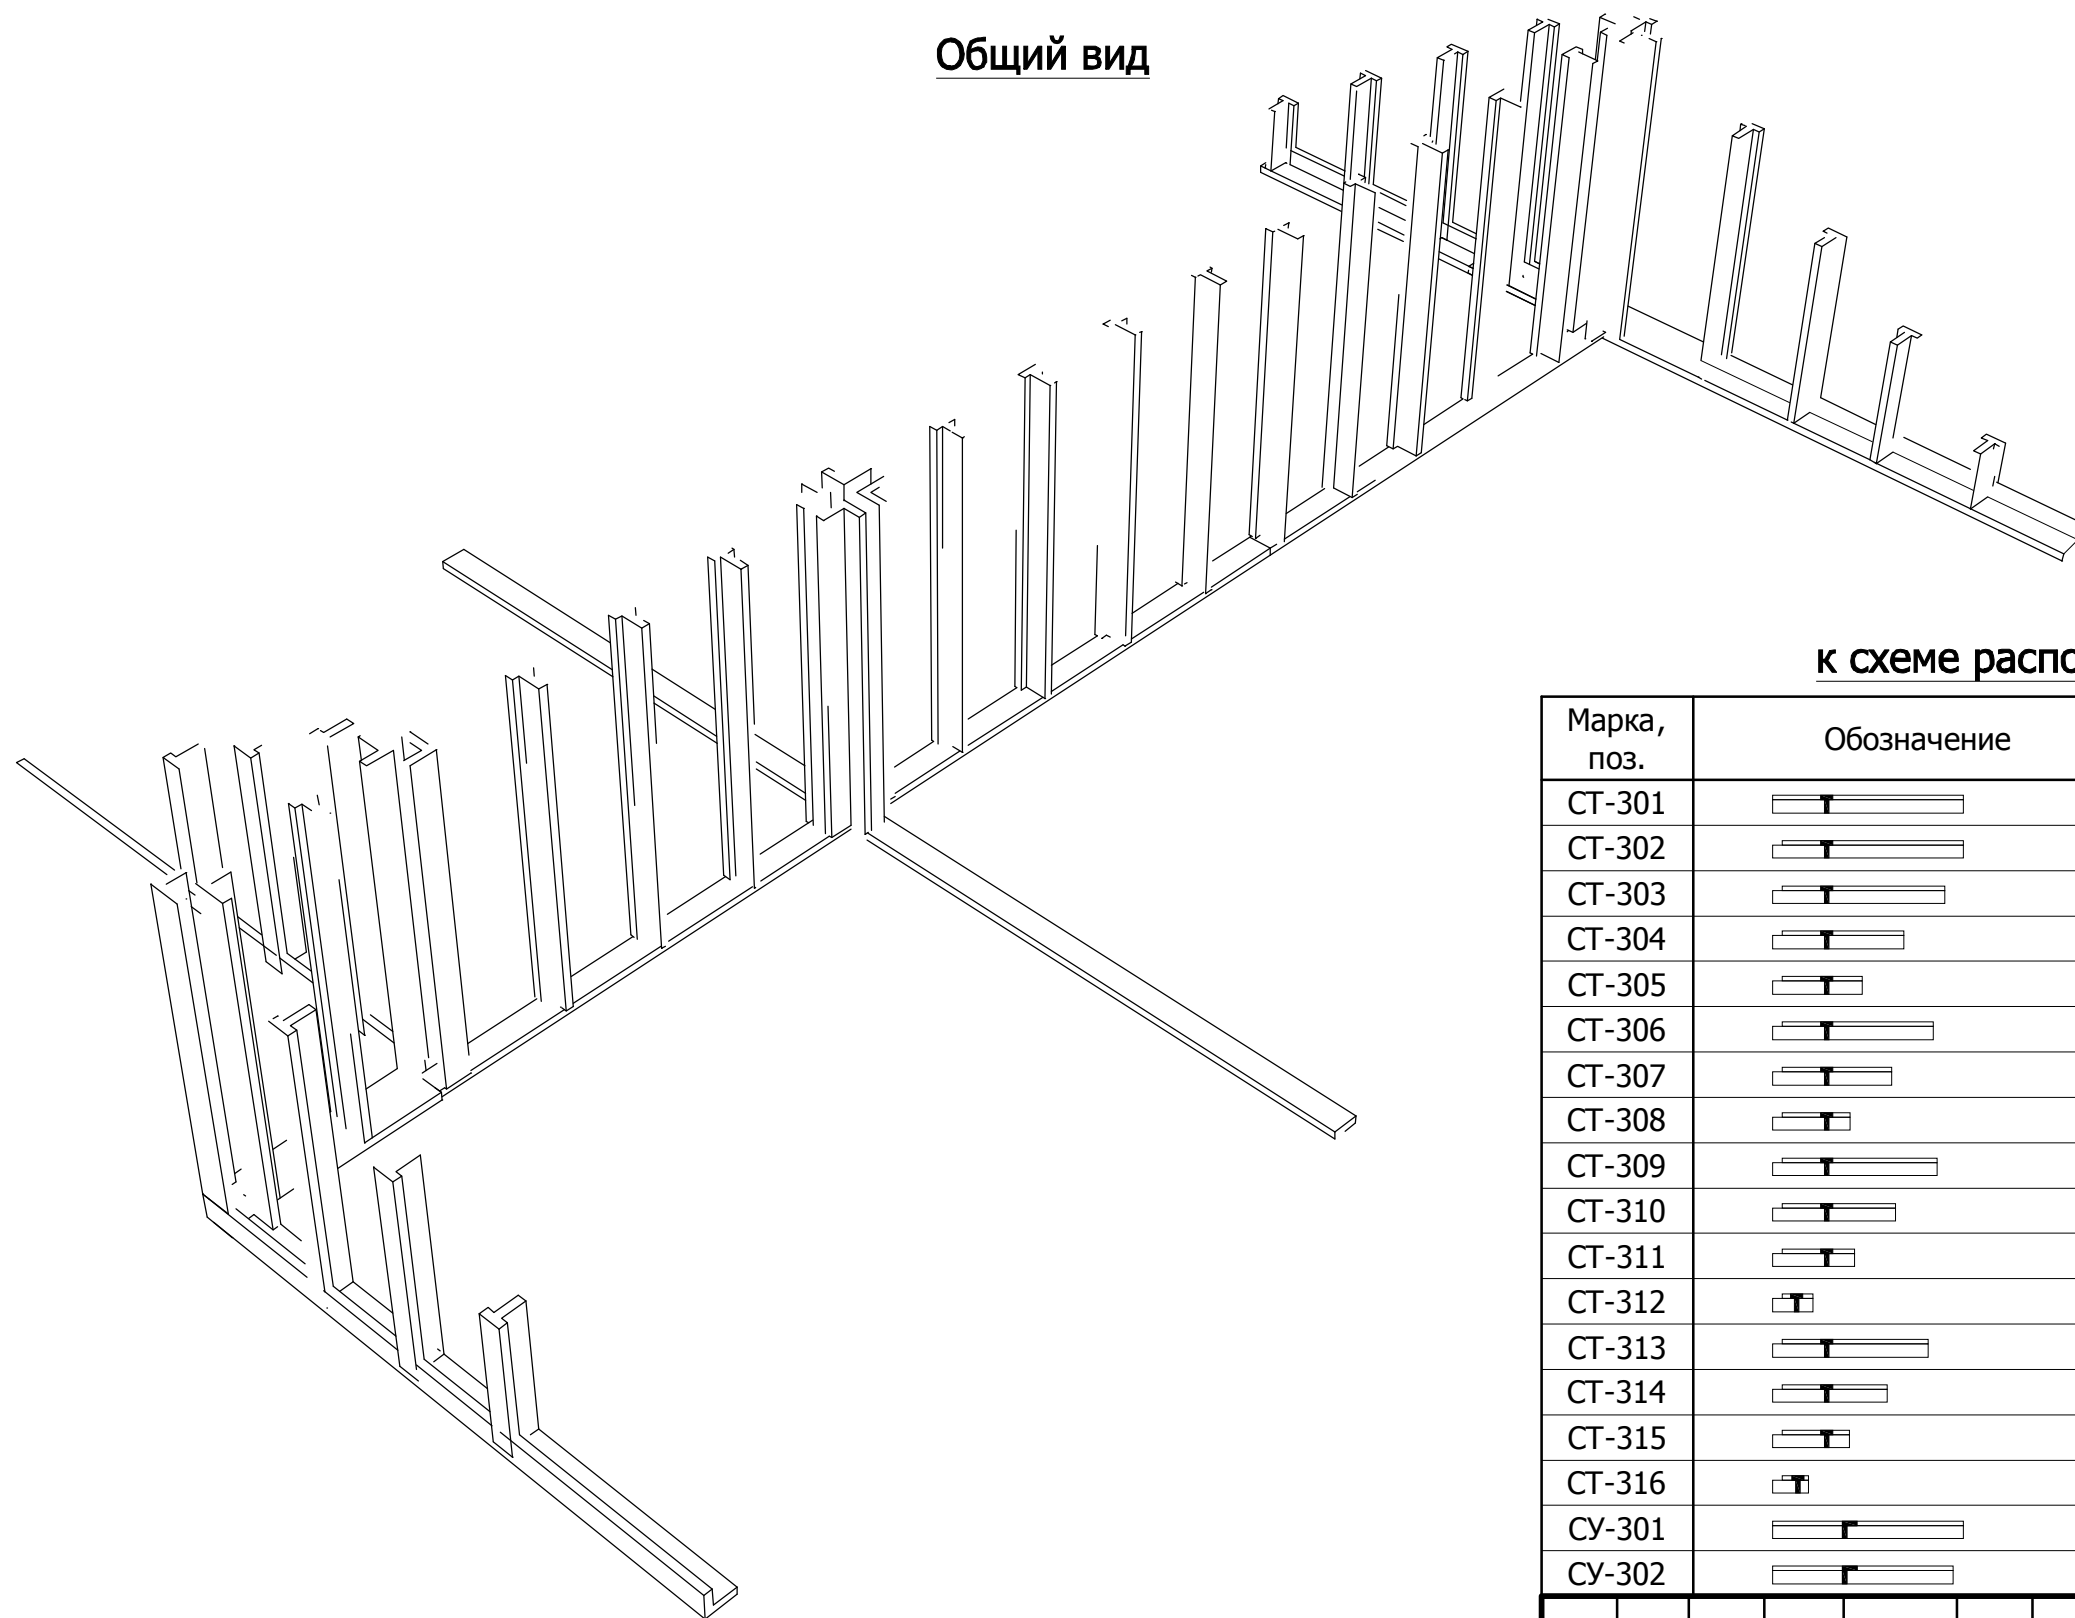 Общий вид
к схеме распо
Марка,
поз.
Обозначение
СТ-301
СТ-302
СТ-303
СТ-304
СТ-305
СТ-306
СТ-307
СТ-308
СТ-309
СТ-310
СТ-311
СТ-312
СТ-313
СТ-314
СТ-315
СТ-316
СУ-301
СУ-302